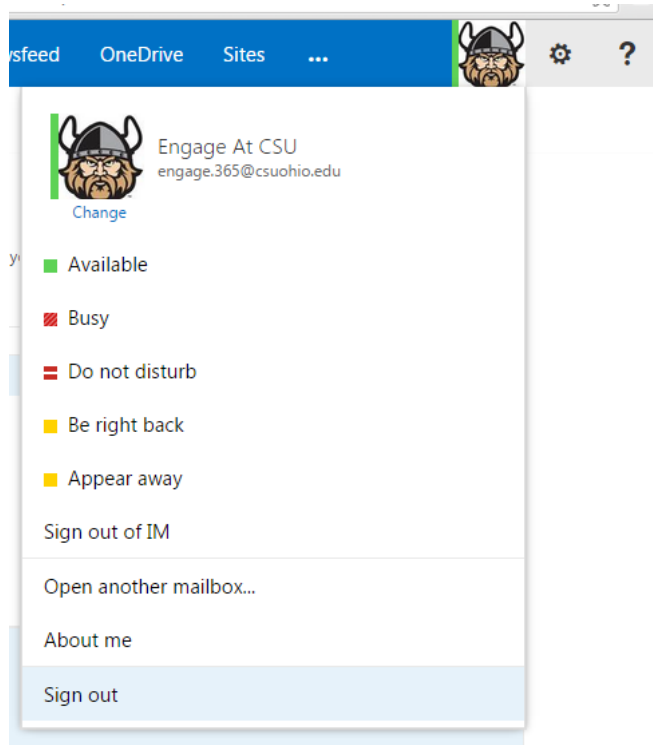 sfeed OneDrive Sites ... ?
Engage At CSU
engage.365@csuohio.edu
Change
Available
Busy
Do not disturb
Be right back
Appear away
Sign out of IM
Open another mailbox...
About me
Sign out